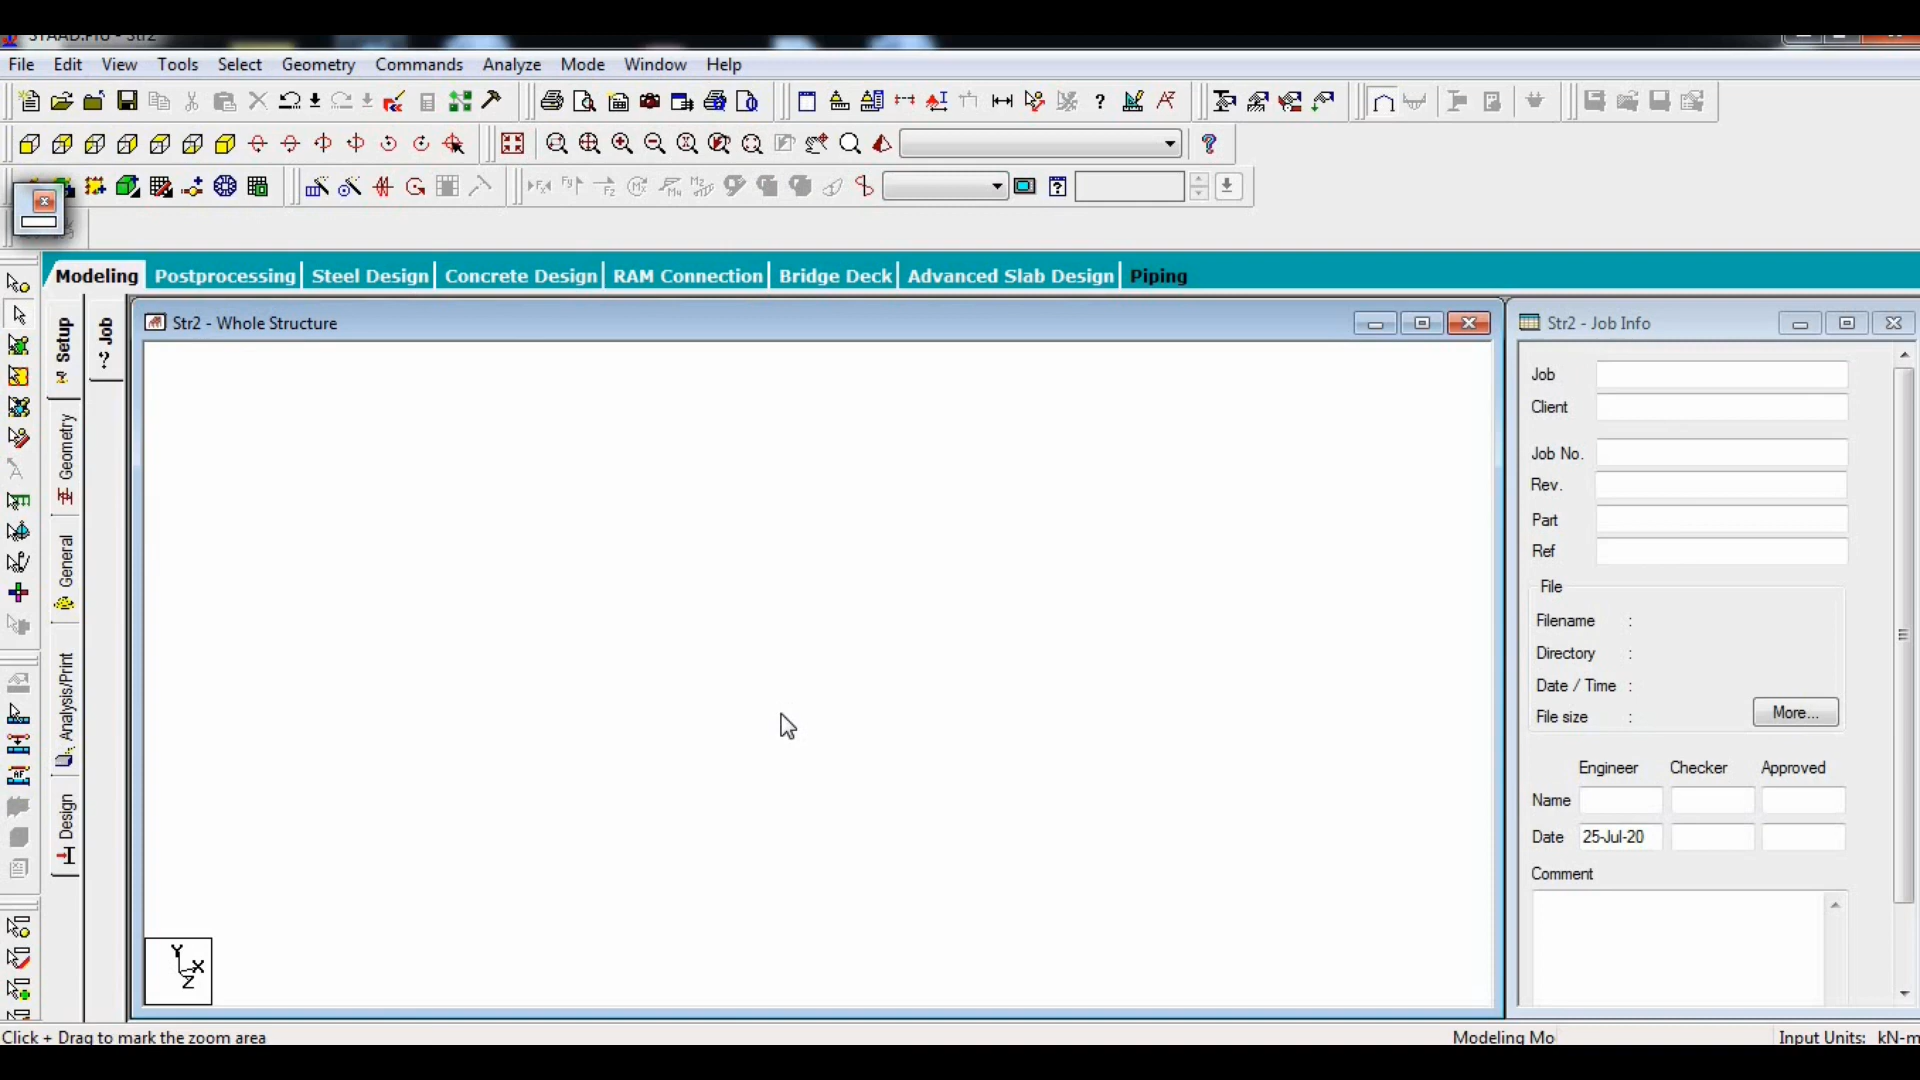 STAAD.Pro - Str2
File Edit View Tools Select Geometry Commands Analyze Mode Window Help
Modeling Postprocessing Steel Design Concrete Design RAM Connection Bridge Deck Advanced Slab Design Piping
Setup
Geometry
General
Analysis/Print
Design
Job
Str2 - Whole Structure
Y
X
Z
Str2 - Job Info
Job
Client
Job No.
Rev.
Part
Ref
File
Filename :
Directory :
Date / Time :
File size :
More...
Engineer Checker Approved
Name
Date 25-Jul-20
Comment
Click + Drag to mark the zoom area
Modeling Mo
Input Units: kN-m